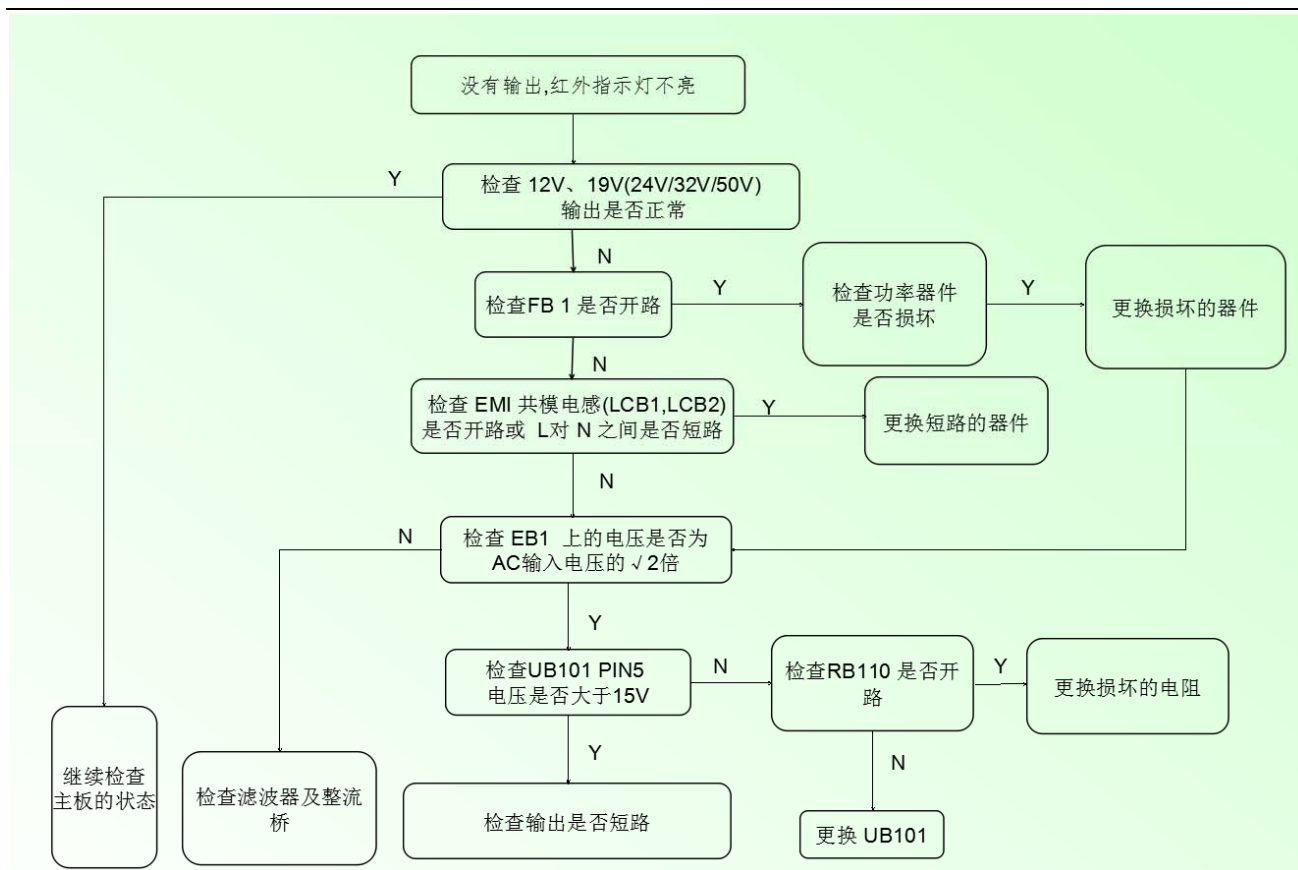 没有输出,红外指示灯不亮
Y
检查 12V、19V(24V/32V/50V)
输出是否正常
N
检查FB 1 是否开路
Y
检查功率器件
是否损坏
Y
更换损坏的器件
N
检查 EMI 共模电感(LCB1,LCB2)
是否开路或 L对 N 之间是否短路
Y
更换短路的器件
N
N
检查 EB1 上的电压是否为
AC输入电压的√2倍
Y
检查UB101 PIN5
电压是否大于15V
N
检查RB110 是否开
路
Y
更换损坏的电阻
Y
N
继续检查
主板的状态
检查滤波器及整流
桥
检查输出是否短路
更换 UB101